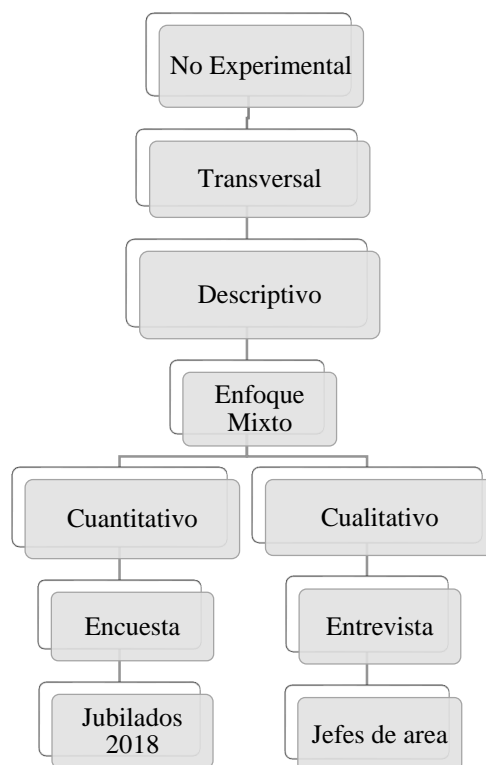 No Experimental
Transversal
Descriptivo
Enfoque
Mixto
Cuantitativo
Cualitativo
Encuesta
Entrevista
Jubilados
2018
Jefes de area